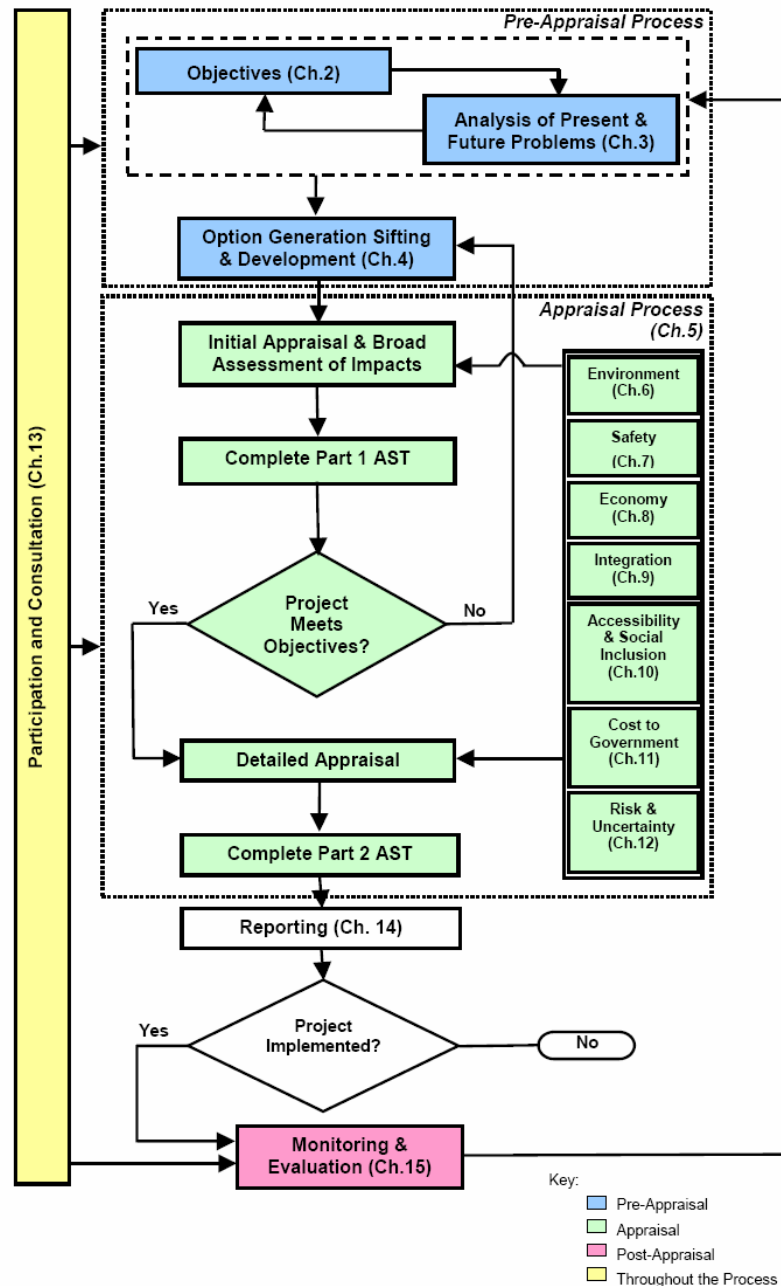 Participation and Consultation (Ch.13)
Pre-Appraisal Process
Objectives (Ch.2)
Analysis of Present &
Future Problems (Ch.3)
Option Generation Sifting
& Development (Ch.4)
Appraisal Process
(Ch.5)
Initial Appraisal & Broad
Assessment of Impacts
Environment
(Ch.6)
Safety
(Ch.7)
Complete Part 1 AST
Economy
(Ch.8)
Integration
(Ch.9)
Yes
No
Project
Meets
Objectives?
Accessibility
& Social
Inclusion
(Ch.10)
Detailed Appraisal
Cost to
Government
(Ch.11)
Complete Part 2 AST
Risk &
Uncertainty
(Ch.12)
Reporting (Ch. 14)
Yes
Project
Implemented?
No
Monitoring &
Evaluation (Ch.15)
Key:
Pre-Appraisal
Appraisal
Post-Appraisal
Throughout the Process